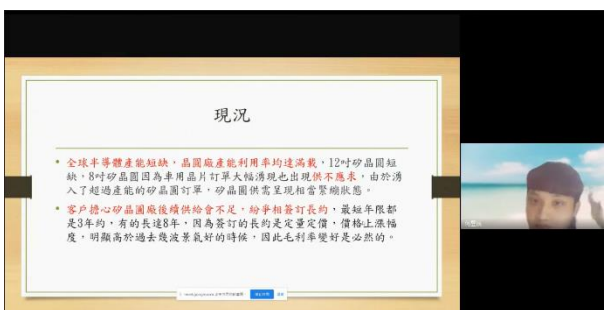 現況
• 全球半導體產能短缺，晶圓廠產能利用率均達滿載，12吋矽晶圓短
缺，8吋矽晶圓因為車用晶片訂單大幅湧現也出現供不應求，由於湧
入了超過產能的矽晶圓訂單，矽晶圓供需呈現相當緊繃狀態。
• 客戶擔心矽晶圓廠後續供給會不足，紛爭相簽訂長約，最短年限都
是3年約，有的長達8年，因為簽訂的長約是定量定價，價格上漲幅
度，明顯高於過去幾波景氣好的時候，因此毛利率變好是必然的。